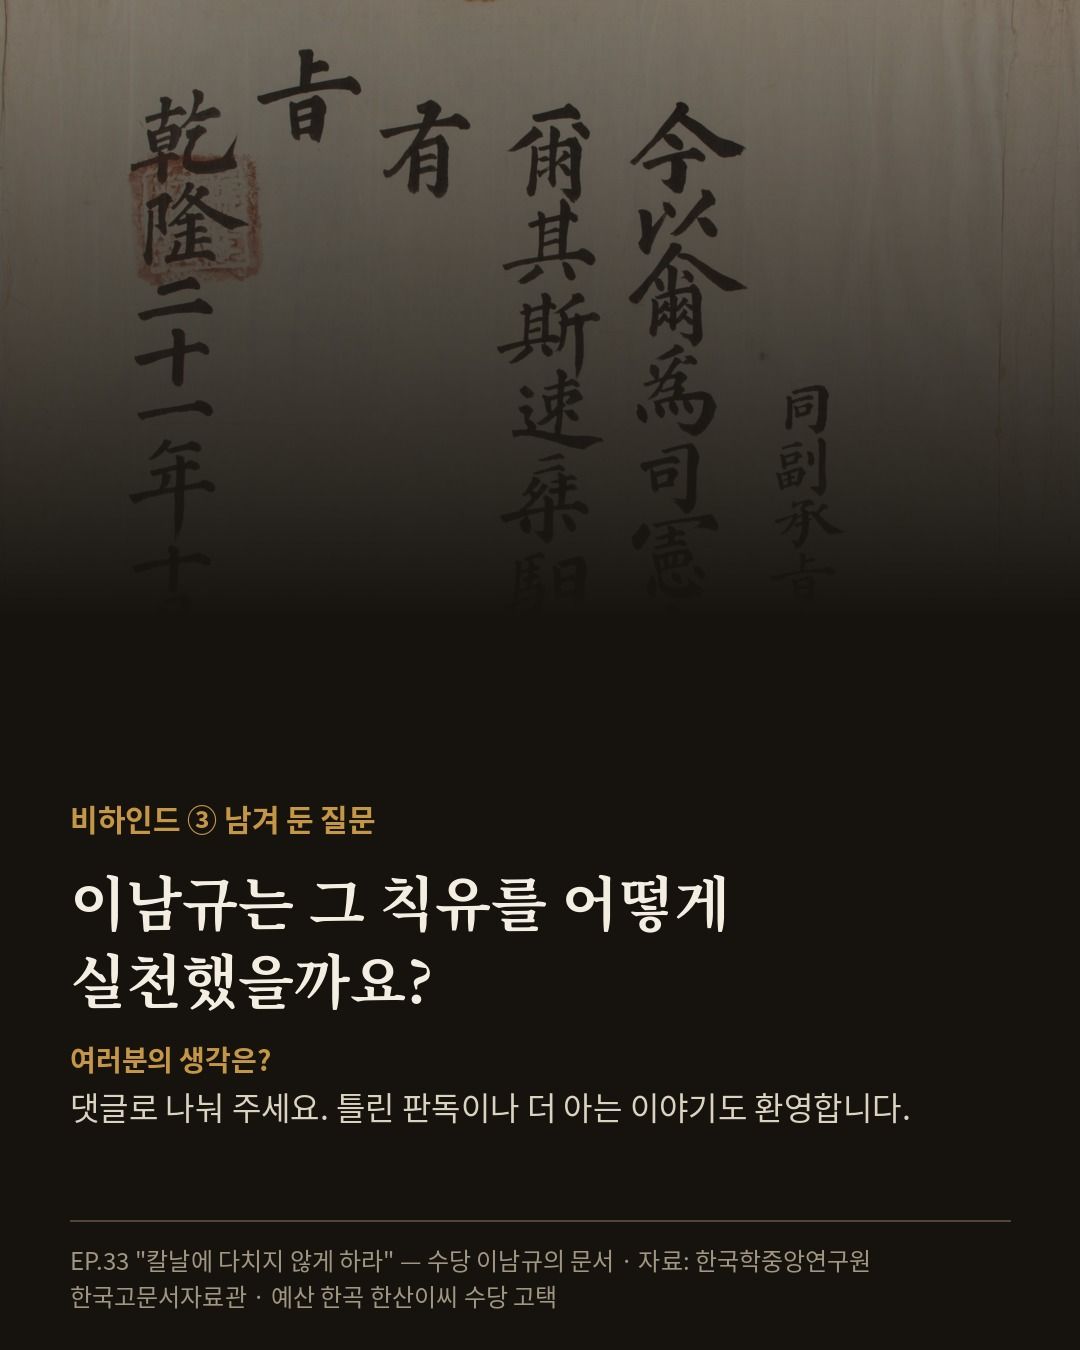 同副承旨
今以爾爲司憲
爾其斯速乗馹
有
旨
乾隆二十一年十
비하인드 ③ 남겨 둔 질문
이남규는 그 칙유를 어떻게
실천했을까요?
여러분의 생각은?
댓글로 나눠 주세요. 틀린 판독이나 더 아는 이야기도 환영합니다.
EP.33 "칼날에 다치지 않게 하라" — 수당 이남규의 문서 · 자료: 한국학중앙연구원
한국고문서자료관 · 예산 한곡 한산이씨 수당 고택